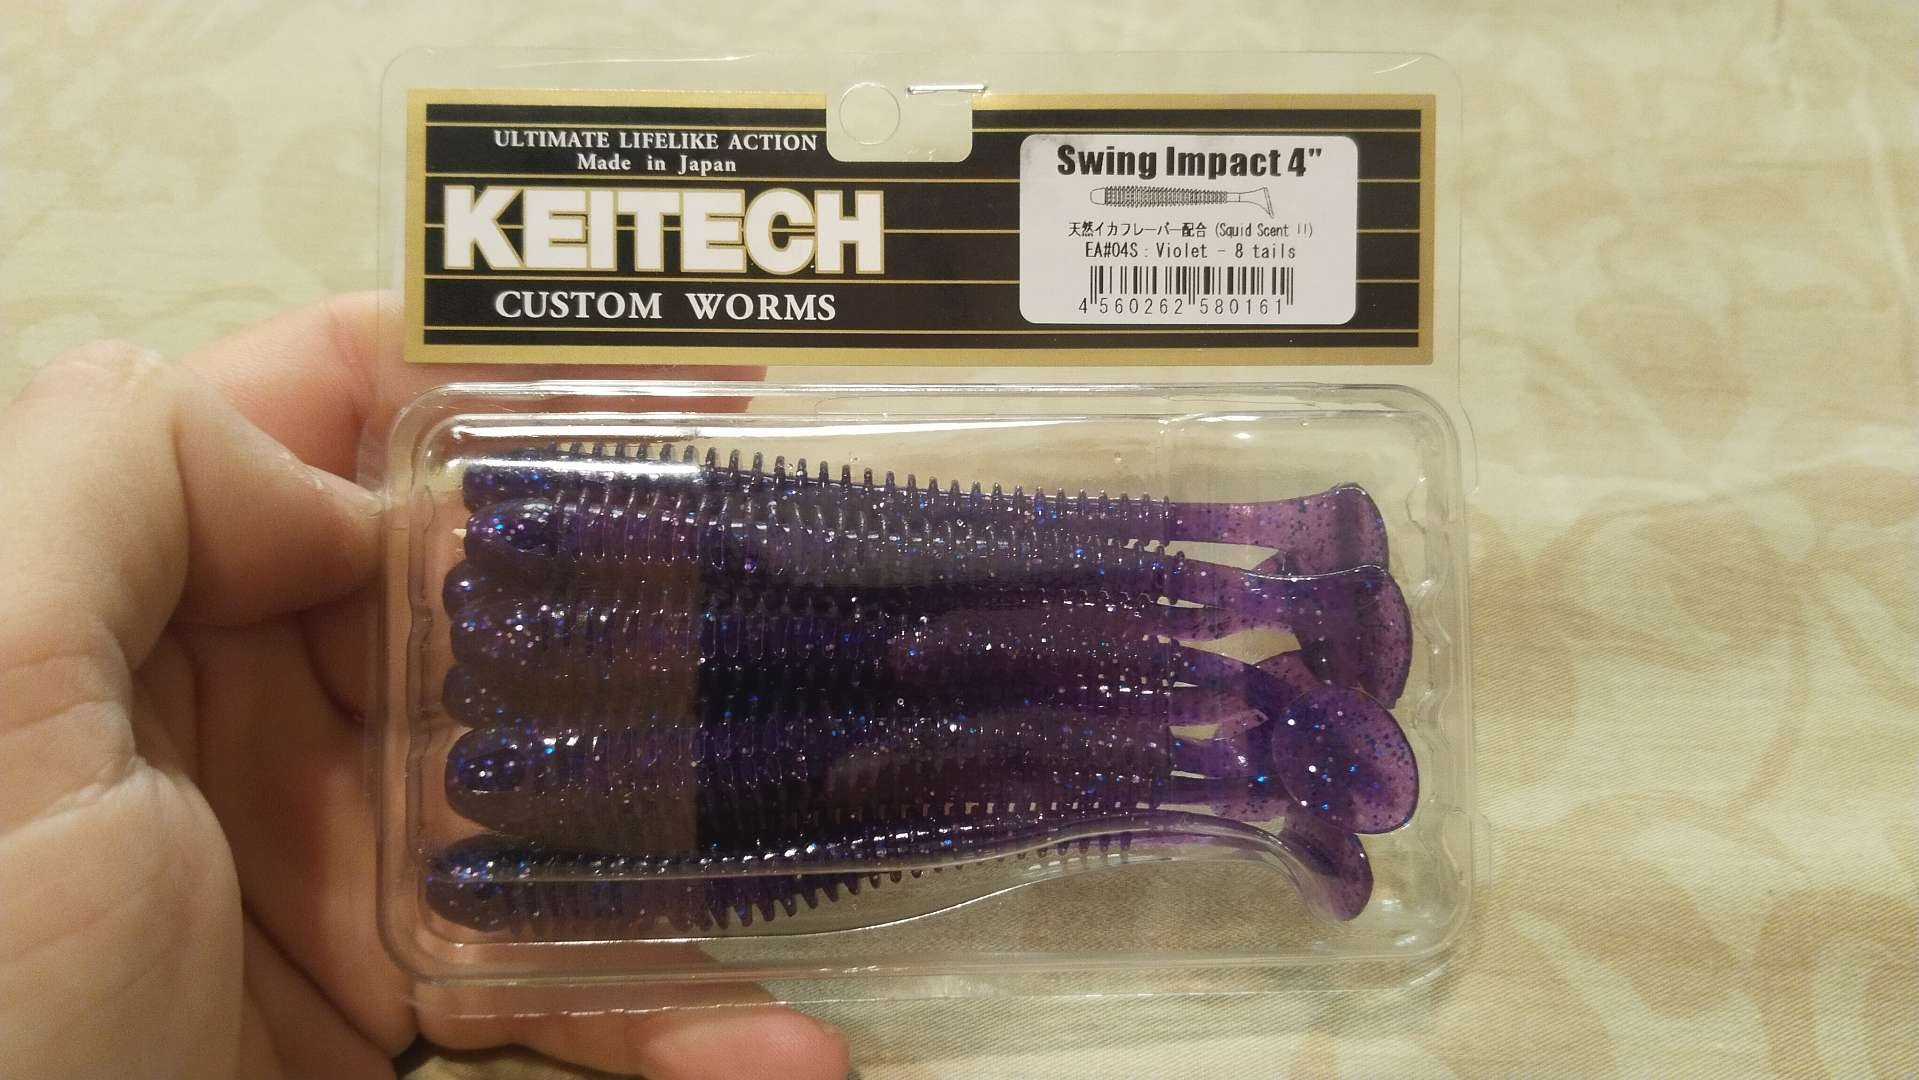 ULTIMATE LIFELIKE ACTION
Made in Japan
KEITECH
CUSTOM WORMS
Swing Impact 4"
天然イカフレーバー配合 (Squid Scent !!)
EA#04S : Violet - 8 tails
4 560262 580161